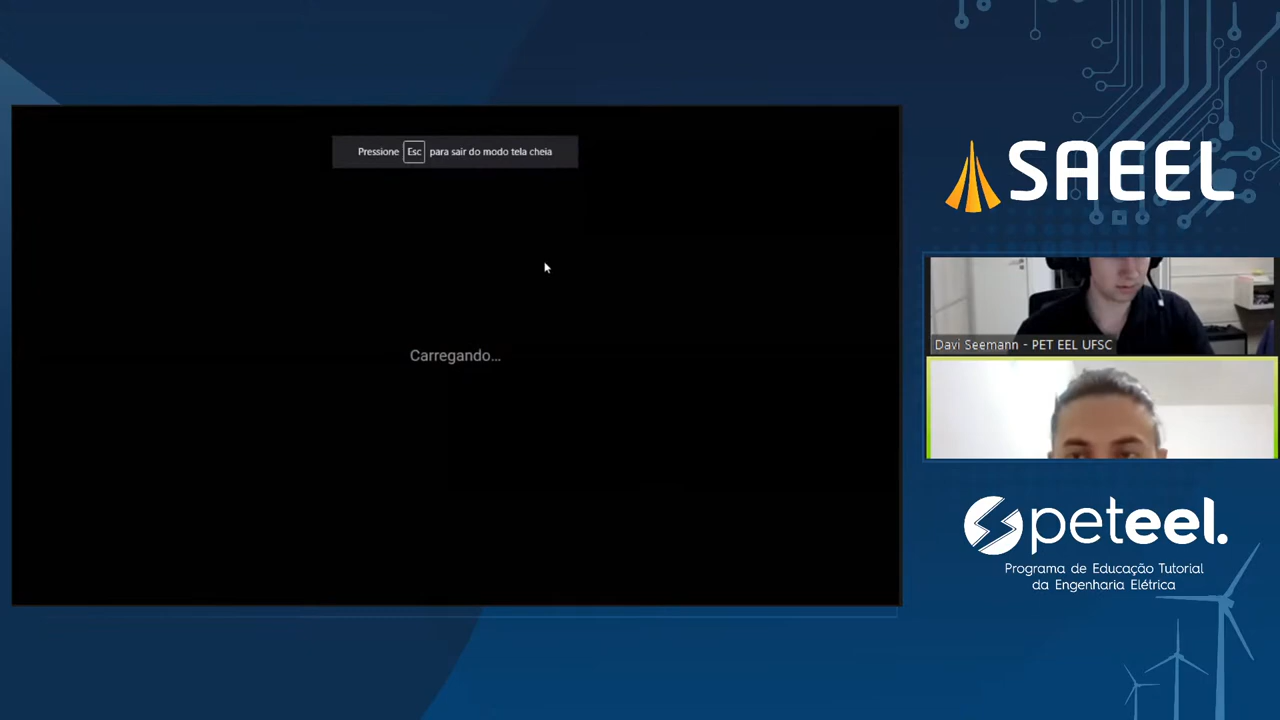 Pressione Esc para sair do modo tela cheia
Carregando...
SAEEL
Davi Seemann - PET EEL UFSC
peteel.
Programa de Educação Tutorial
da Engenharia Elétrica